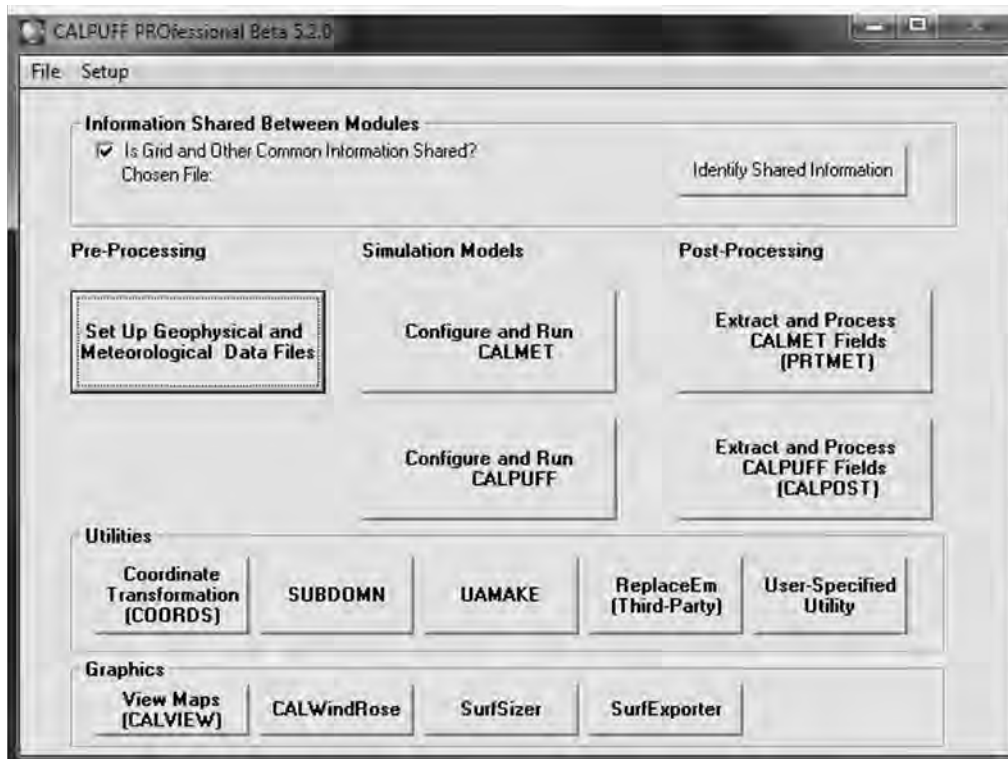 CALPUFF PROfessional Beta 5.2.0
File Setup
Information Shared Between Modules
Is Grid and Other Common Information Shared?
Chosen File:
Identify Shared Information
Pre-Processing
Simulation Models
Post-Processing
Set Up Geophysical and
Meteorological Data Files
Configure and Run
CALMET
Extract and Process
CALMET Fields
(PRTMET)
Configure and Run
CALPUFF
Extract and Process
CALPUFF Fields
(CALPOST)
Utilities
Coordinate
Transformation
(COORDS)
SUBDOMN
UAMAKE
ReplaceEm
(Third-Party)
User-Specified
Utility
Graphics
View Maps
(CALVIEW)
CALWindRose
SurfSizer
SurfExporter